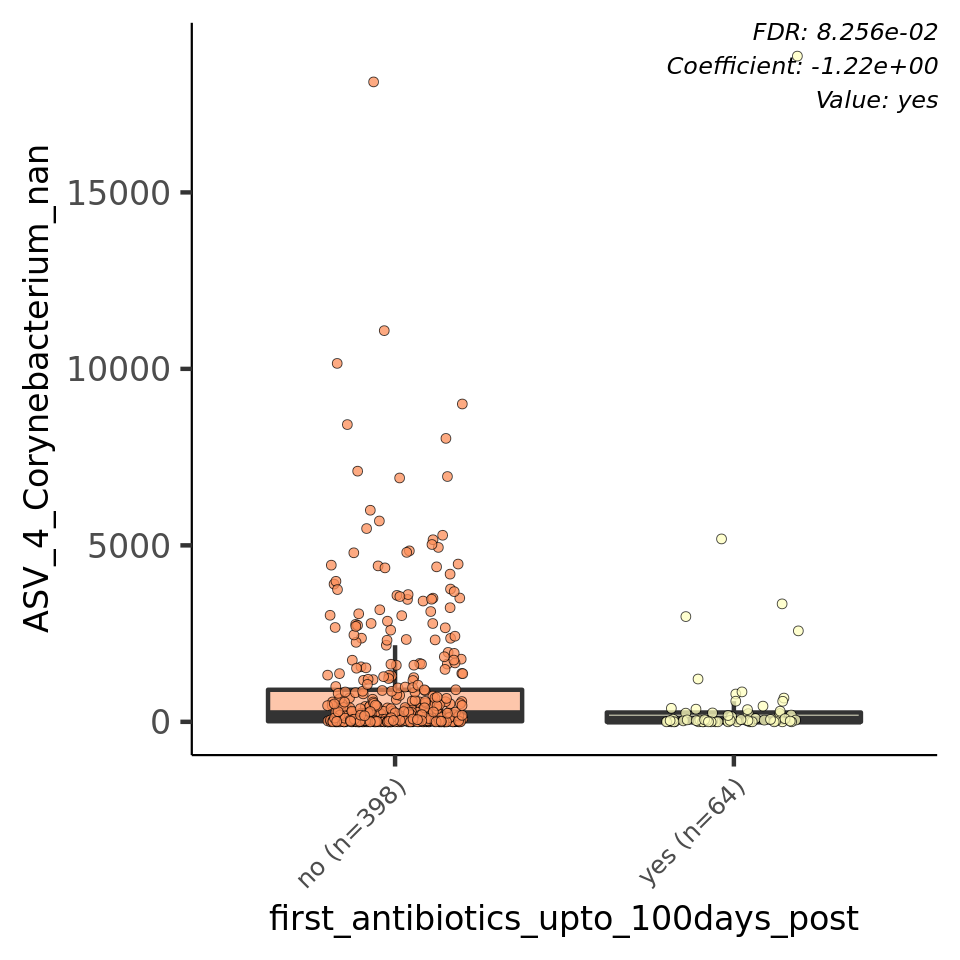 FDR: 8.256e-02
Coefficient: -1.22e+00
Value: yes
ASV_4_Corynebacterium_nan
15000
10000
5000
0
no (n=398)
yes (n=64)
first_antibiotics_upto_100days_post